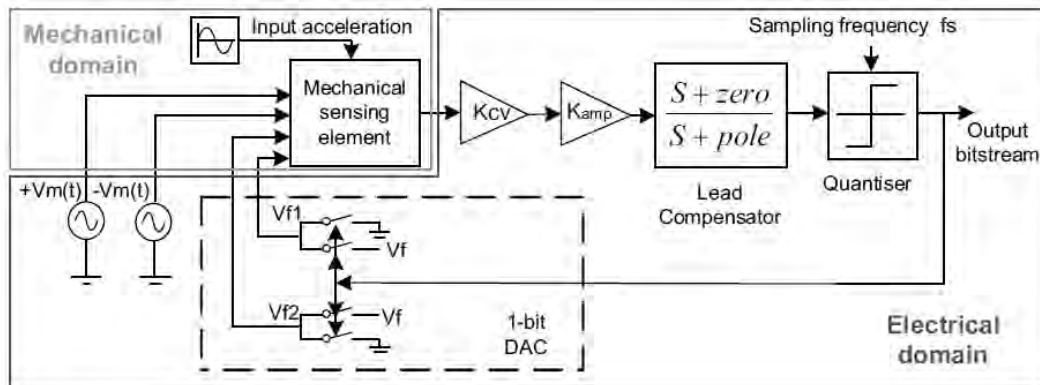 Mechanical
domain
Input acceleration
Mechanical
sensing
element
Kcv
Kamp
S + zero
S + pole
Lead
Compensator
Sampling frequency fs
Quantiser
Output
bitstream
+Vm(t) -Vm(t)
Vf1
Vf
Vf2
Vf
1-bit
DAC
Electrical
domain